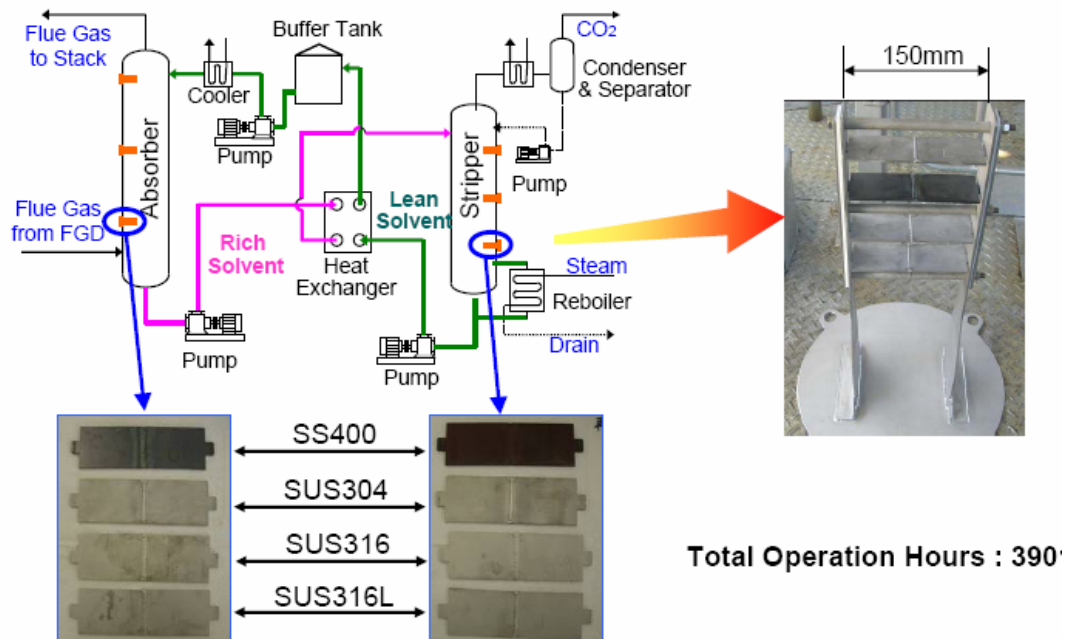 Flue Gas
to Stack
Buffer Tank
CO₂
Condenser
& Separator
150mm
Cooler
Pump
Absorber
Stripper
Pump
Flue Gas
from FGD
Lean
Solvent
Rich
Solvent
Heat
Exchanger
Steam
Reboiler
Drain
Pump
Pump
SS400
SUS304
SUS316
SUS316L
Total Operation Hours : 390